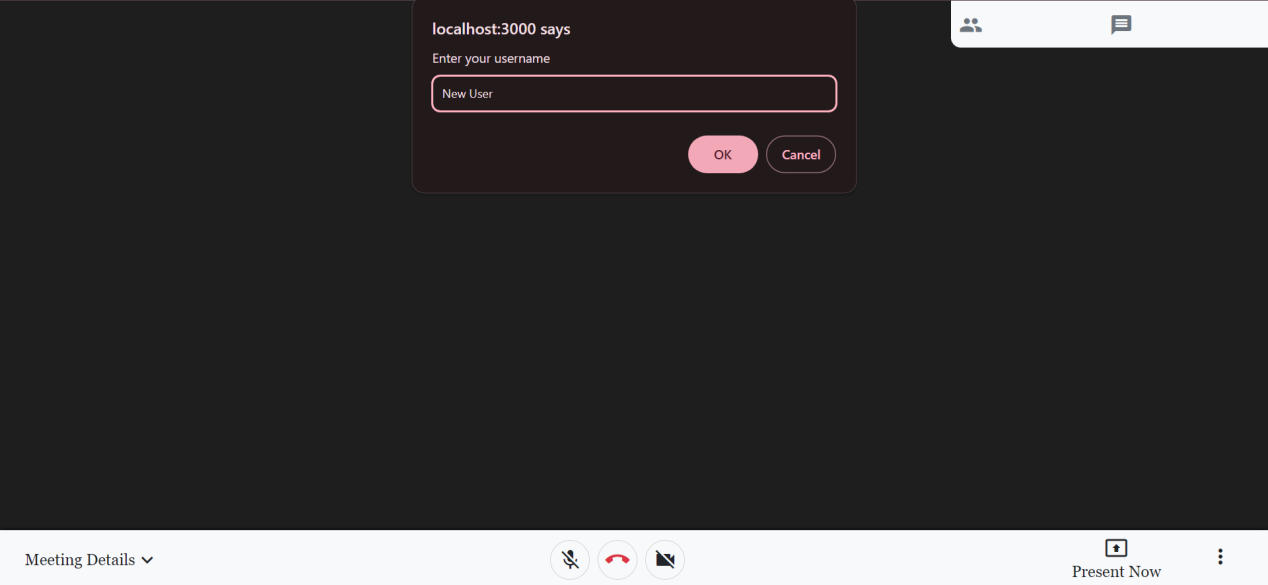 localhost:3000 says
Enter your username
New User
OK Cancel
Meeting Details
Present Now